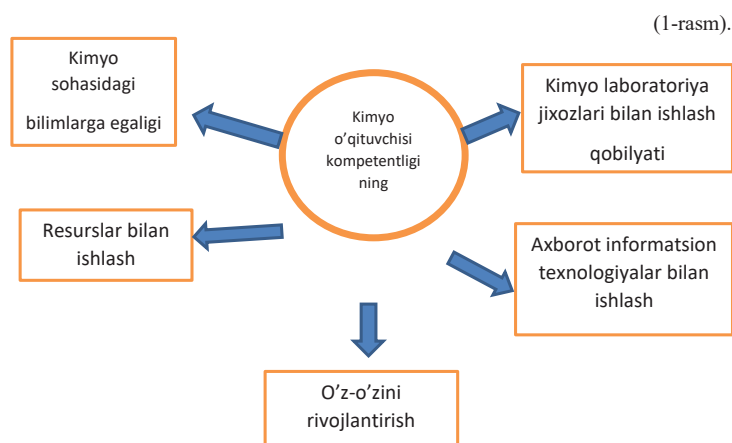 (1-rasm).
Kimyo
sohasidagi
bilimlarga egaligi
Kimyo
o’qituvchisi
kompetentligi
ning
Kimyo laboratoriya
jixozlari bilan ishlash
qobilyati
Resurslar bilan
ishlash
Axborot informatsion
texnologiyalar bilan
ishlash
O’z-o’zini
rivojlantirish